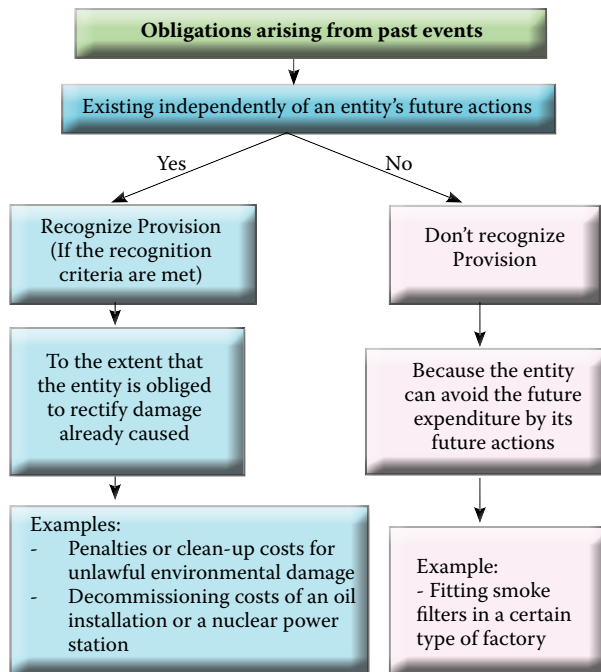 Obligations arising from past events
Existing independently of an entity's future actions
Yes
No
Recognize Provision
(If the recognition
criteria are met)
Don't recognize
Provision
To the extent that
the entity is obliged
to rectify damage
already caused
Because the entity
can avoid the future
expenditure by its
future actions
Examples:
- Penalties or clean-up costs for
unlawful environmental damage
- Decommissioning costs of an oil
installation or a nuclear power
station
Example:
- Fitting smoke
filters in a certain
type of factory